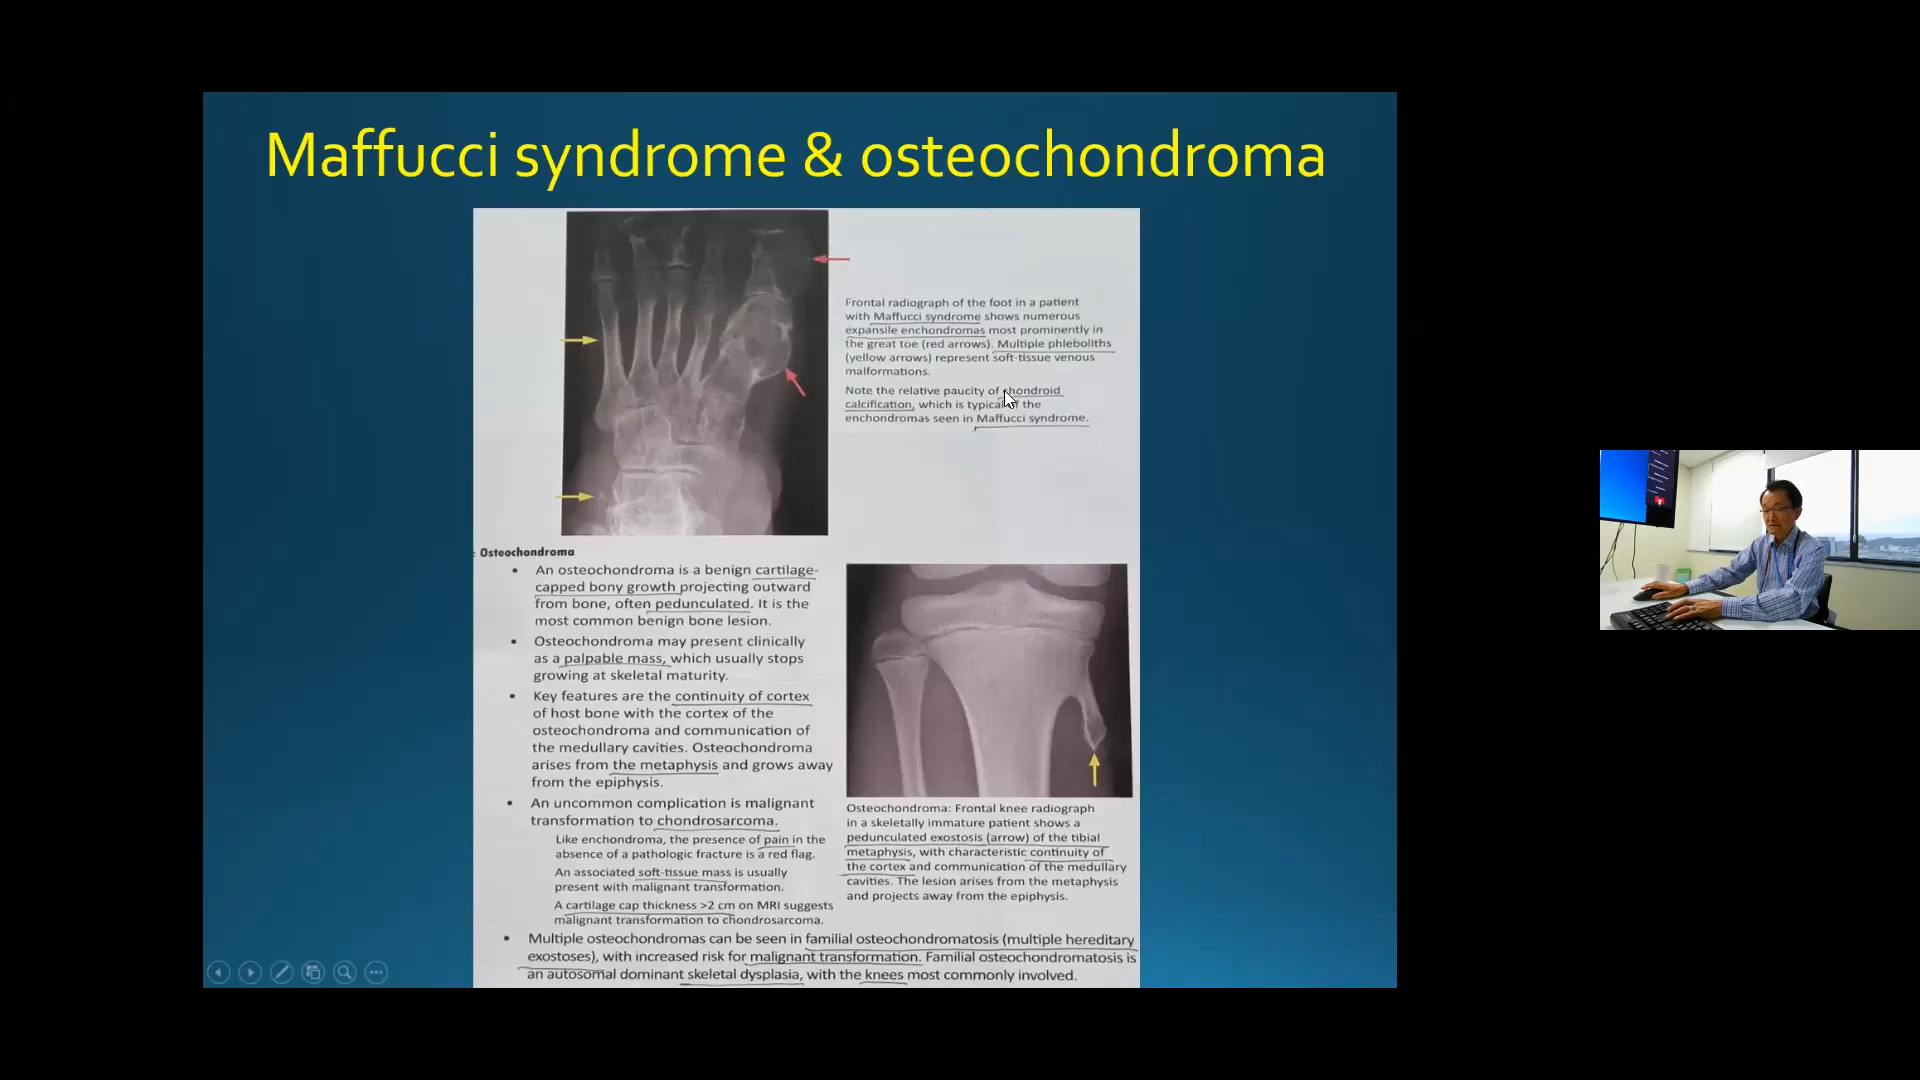 Maffucci syndrome & osteochondroma
Frontal radiograph of the foot in a patient
with Maffucci syndrome shows numerous
expansile enchondromas most prominently in
the great toe (red arrows). Multiple phleboliths
(yellow arrows) represent soft-tissue venous
malformations.
Note the relative paucity of chondroid
calcification, which is typical of the
enchondromas seen in Maffucci syndrome.
: Osteochondroma
• An osteochondroma is a benign cartilage-
capped bony growth projecting outward
from bone, often pedunculated. It is the
most common benign bone lesion.
• Osteochondroma may present clinically
as a palpable mass, which usually stops
growing at skeletal maturity.
• Key features are the continuity of cortex
of host bone with the cortex of the
osteochondroma and communication of
the medullary cavities. Osteochondroma
arises from the metaphysis and grows away
from the epiphysis.
• An uncommon complication is malignant
transformation to chondrosarcoma.
Like enchondroma, the presence of pain in the
absence of a pathologic fracture is a red flag.
An associated soft-tissue mass is usually
present with malignant transformation.
A cartilage cap thickness >2 cm on MRI suggests
malignant transformation to chondrosarcoma.
Osteochondroma: Frontal knee radiograph
in a skeletally immature patient shows a
pedunculated exostosis (arrow) of the tibial
metaphysis, with characteristic continuity of
the cortex and communication of the medullary
cavities. The lesion arises from the metaphysis
and projects away from the epiphysis.
• Multiple osteochondromas can be seen in familial osteochondromatosis (multiple hereditary
exostoses), with increased risk for malignant transformation. Familial osteochondromatosis is
an autosomal dominant skeletal dysplasia, with the knees most commonly involved.